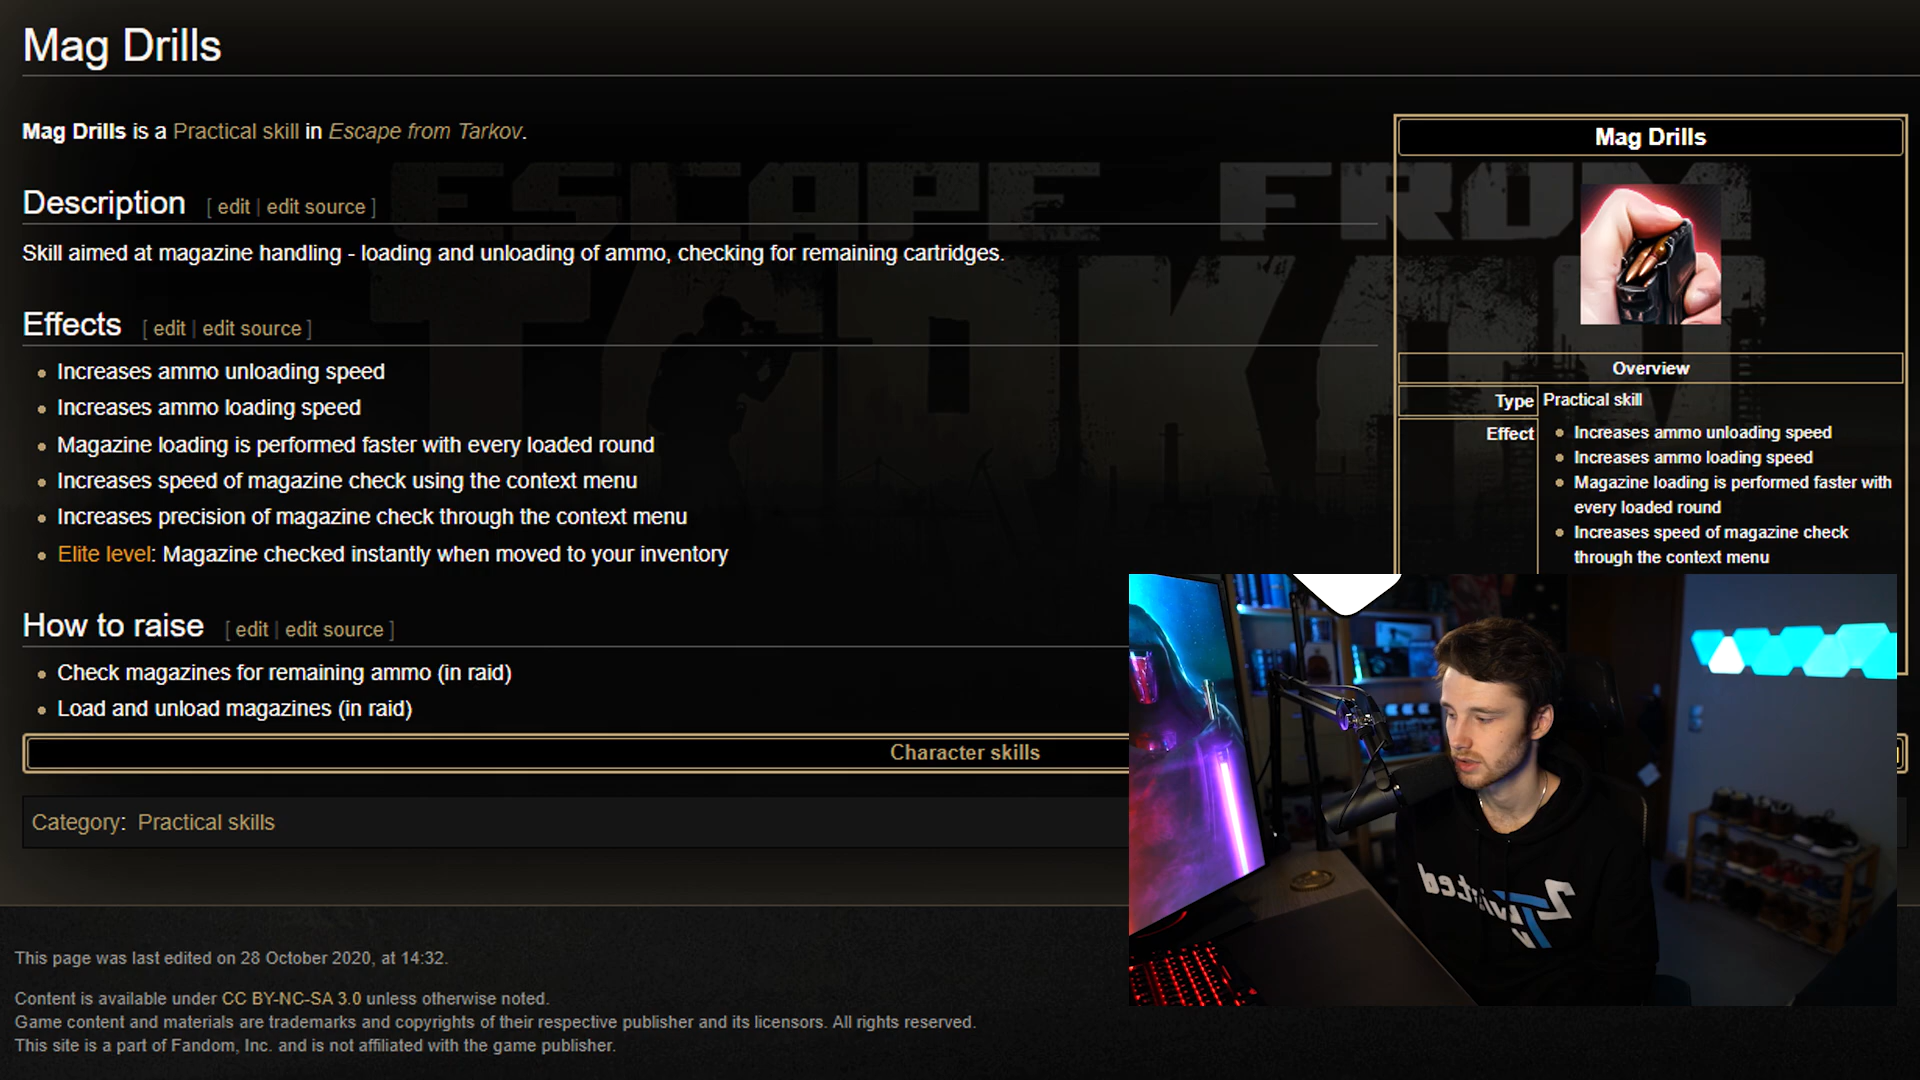 Mag Drills
Mag Drills is a Practical skill in Escape from Tarkov.
ESCAPE FROM
TARKOV
Description [ edit | edit source ]
Skill aimed at magazine handling - loading and unloading of ammo, checking for remaining cartridges.
Effects [ edit | edit source ]
Increases ammo unloading speed
Increases ammo loading speed
Magazine loading is performed faster with every loaded round
Increases speed of magazine check using the context menu
Increases precision of magazine check through the context menu
Elite level: Magazine checked instantly when moved to your inventory
How to raise [ edit | edit source ]
Check magazines for remaining ammo (in raid)
Load and unload magazines (in raid)
Character skills
Category: Practical skills
This page was last edited on 28 October 2020, at 14:32.
Content is available under CC BY-NC-SA 3.0 unless otherwise noted.
Game content and materials are trademarks and copyrights of their respective publisher and its licensors. All rights reserved.
This site is a part of Fandom, Inc. and is not affiliated with the game publisher.
Mag Drills
Overview
Type Practical skill
Effect Increases ammo unloading speed
Increases ammo loading speed
Magazine loading is performed faster with
every loaded round
Increases speed of magazine check
through the context menu
Twisted